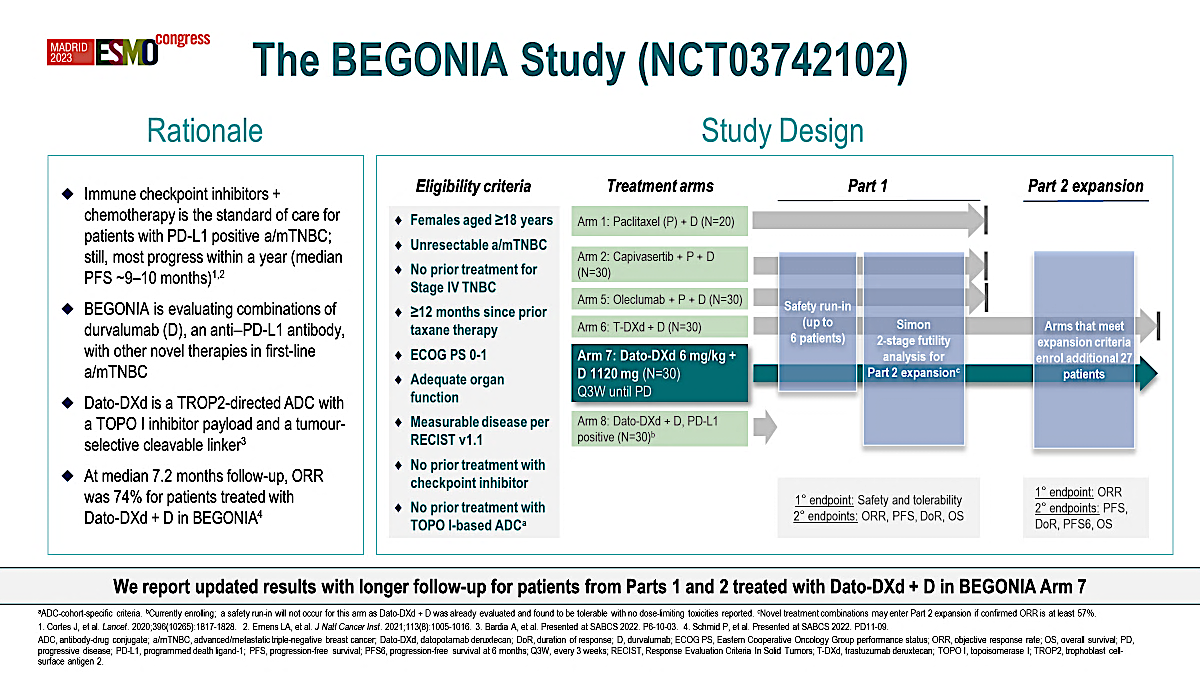 MADRID
2023
ESMO congress
The BEGONIA Study (NCT03742102)
Rationale
◆ Immune checkpoint inhibitors +
chemotherapy is the standard of care for
patients with PD-L1 positive a/mTNBC;
still, most progress within a year (median
PFS ~9–10 months)1,2
◆ BEGONIA is evaluating combinations of
durvalumab (D), an anti–PD-L1 antibody,
with other novel therapies in first-line
a/mTNBC
◆ Dato-DXd is a TROP2-directed ADC with
a TOPO I inhibitor payload and a tumour-
selective cleavable linker3
◆ At median 7.2 months follow-up, ORR
was 74% for patients treated with
Dato-DXd + D in BEGONIA4
Study Design
Eligibility criteria
♦ Females aged ≥18 years
♦ Unresectable a/mTNBC
♦ No prior treatment for
Stage IV TNBC
♦ ≥12 months since prior
taxane therapy
♦ ECOG PS 0-1
♦ Adequate organ
function
♦ Measurable disease per
RECIST v1.1
♦ No prior treatment with
checkpoint inhibitor
♦ No prior treatment with
TOPO I-based ADCa
Treatment arms
Arm 1: Paclitaxel (P) + D (N=20)
Arm 2: Capivasertib + P + D
(N=30)
Arm 5: Oleclumab + P + D (N=30)
Arm 6: T-DXd + D (N=30)
Arm 7: Dato-DXd 6 mg/kg +
D 1120 mg (N=30)
Q3W until PD
Arm 8: Dato-DXd + D, PD-L1
positive (N=30)b
Part 1
Safety run-in
(up to
6 patients)
Simon
2-stage futility
analysis for
Part 2 expansionc
1° endpoint: Safety and tolerability
2° endpoints: ORR, PFS, DoR, OS
Part 2 expansion
Arms that meet
expansion criteria
enrol additional 27
patients
1° endpoint: ORR
2° endpoints: PFS,
DoR, PFS6, OS
We report updated results with longer follow-up for patients from Parts 1 and 2 treated with Dato-DXd + D in BEGONIA Arm 7
aADC-cohort-specific criteria. bCurrently enrolling; a safety run-in will not occur for this arm as Dato-DXd + D was already evaluated and found to be tolerable with no dose-limiting toxicities reported. cNovel treatment combinations may enter Part 2 expansion if confirmed ORR is at least 57%.
1. Cortes J, et al. Lancet. 2020;396(10265):1817-1828. 2. Emens LA, et al. J Natl Cancer Inst. 2021;113(8):1005-1016. 3. Bardia A, et al. Presented at SABCS 2022. P6-10-03. 4. Schmid P, et al. Presented at SABCS 2022. PD11-09.
ADC, antibody-drug conjugate; a/mTNBC, advanced/metastatic triple-negative breast cancer; Dato-DXd, datopotamab deruxtecan; DoR, duration of response; D, durvalumab; ECOG PS, Eastern Cooperative Oncology Group performance status; ORR, objective response rate; OS, overall survival; PD,
progressive disease; PD-L1, programmed death ligand-1; PFS, progression-free survival; PFS6, progression-free survival at 6 months; Q3W, every 3 weeks; RECIST, Response Evaluation Criteria In Solid Tumors; T-DXd, trastuzumab deruxtecan; TOPO I, topoisomerase I; TROP2, trophoblast cell-
surface antigen 2.